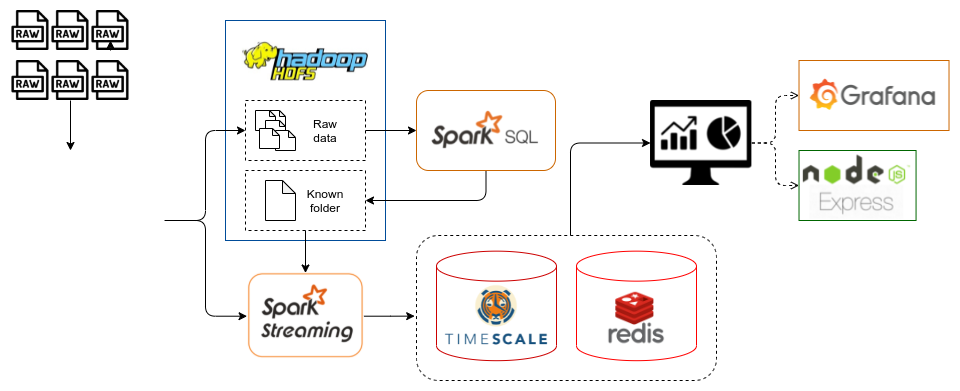 RAW RAW RAW
RAW RAW RAW
hadoop
HDFS
Raw
data
Spark SQL
Known
folder
Spark
Streaming
TIMESCALE
redis
Grafana
node
JS
Express